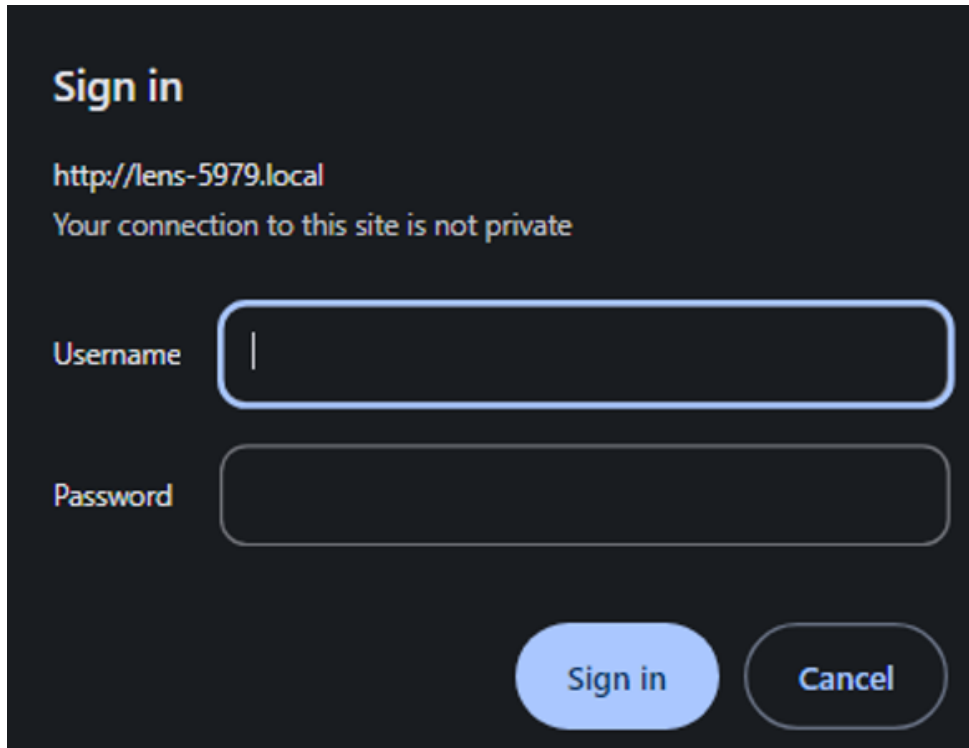 Sign in
http://lens-5979.local
Your connection to this site is not private
Username
Password
Sign in Cancel